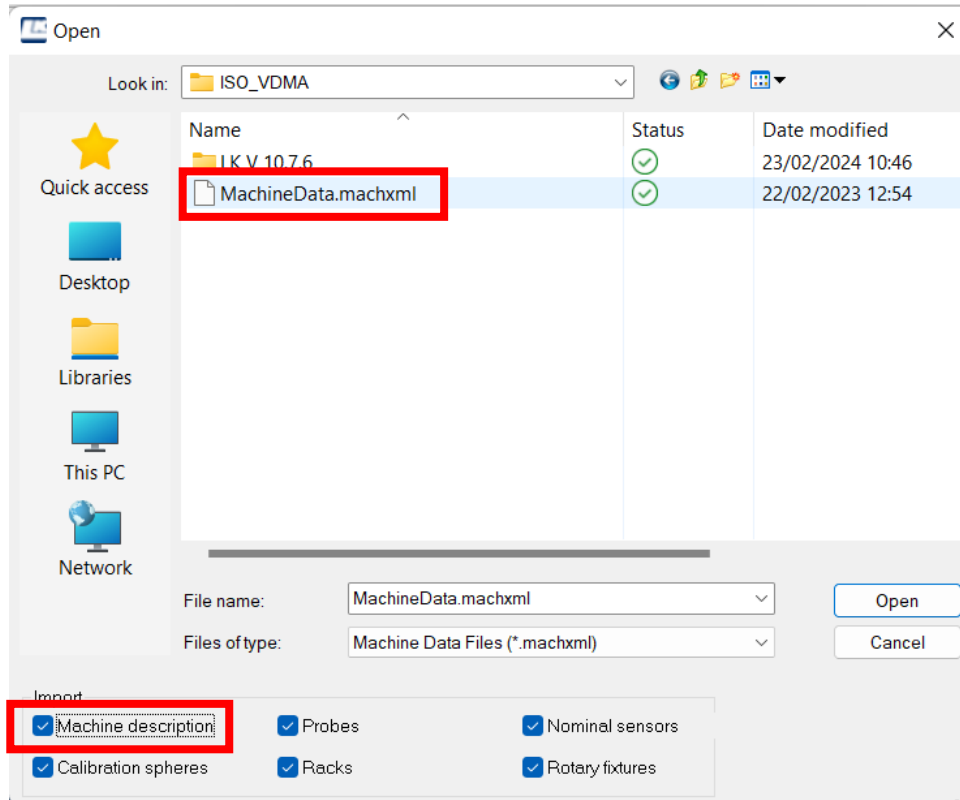 Open
Look in:
ISO_VDMA
Name
Status
Date modified
LK V 10.7.6
23/02/2024 10:46
MachineData.machxml
22/02/2023 12:54
Quick access
Desktop
Libraries
This PC
Network
File name:
MachineData.machxml
Open
Files of type:
Machine Data Files (*.machxml)
Cancel
Import
Machine description
Probes
Nominal sensors
Calibration spheres
Racks
Rotary fixtures